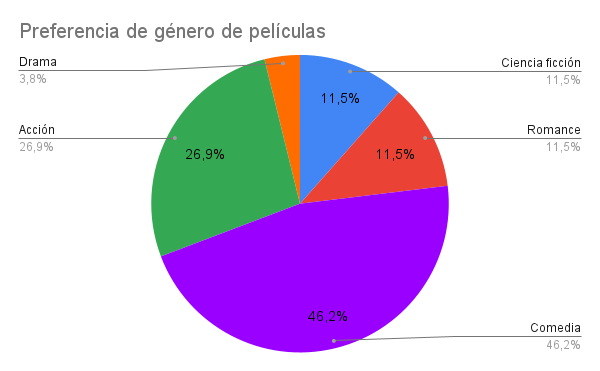 Preferencia de género de películas
Drama
3,8%
Ciencia ficción
11,5%
11,5%
Acción
26,9%
Romance
11,5%
26,9%
11,5%
46,2%
Comedia
46,2%